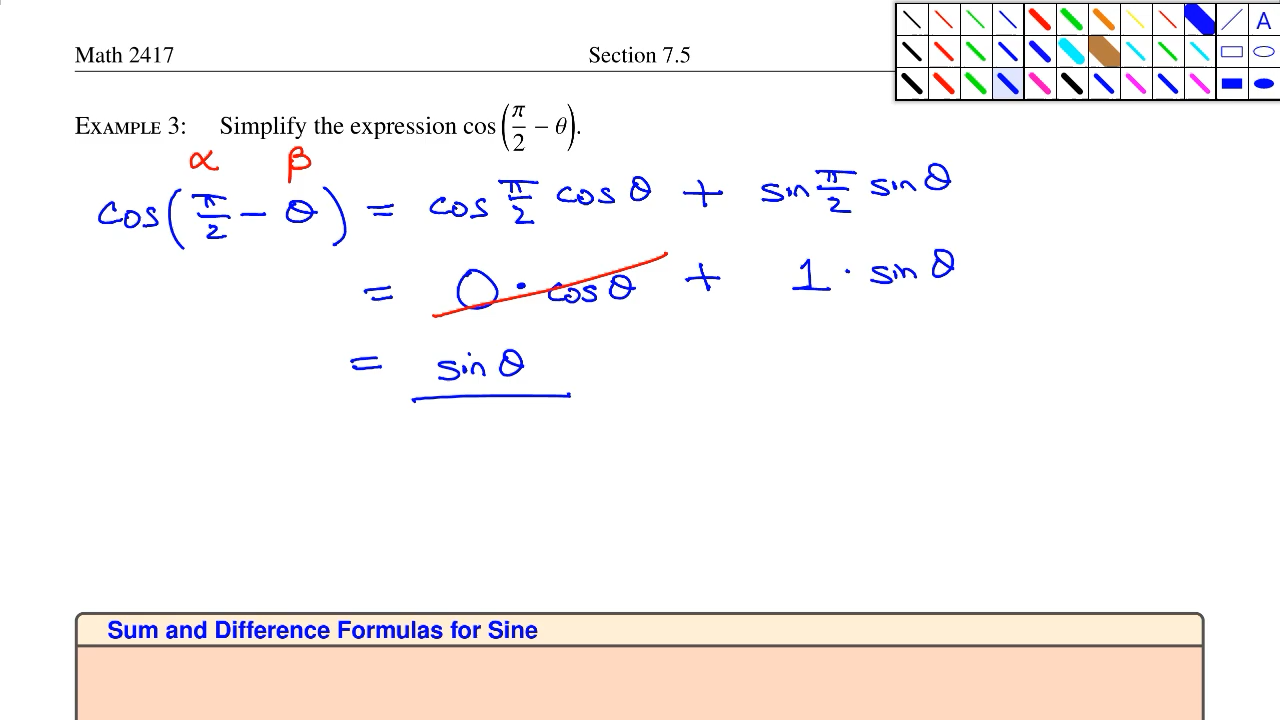 Math 2417 Section 7.5
A
EXAMPLE 3: Simplify the expression cos(π/2 − θ).
α β
cos(π/2 − θ) = cos π/2 cos θ + sin π/2 sin θ
= 0 · cos θ + 1 · sin θ
= sin θ
Sum and Difference Formulas for Sine